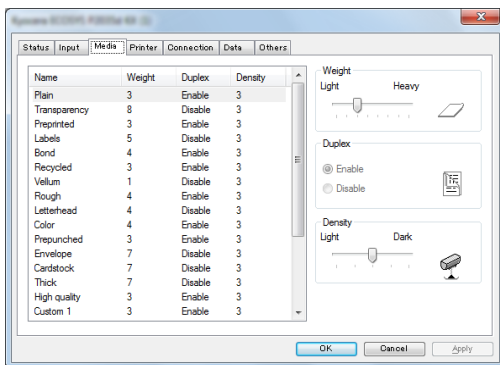 Status Input Media Printer Connection Data Others
Name Weight Duplex Density
Plain 3 Enable 3
Transparency 8 Disable 3
Preprinted 3 Enable 3
Labels 5 Disable 3
Bond 4 Enable 3
Recycled 3 Enable 3
Vellum 1 Disable 3
Rough 4 Enable 3
Letterhead 4 Disable 3
Color 4 Enable 3
Prepunched 3 Enable 3
Envelope 7 Disable 3
Cardstock 7 Disable 3
Thick 7 Disable 3
High quality 3 Enable 3
Custom 1 3 Enable 3
Weight
Light Heavy
Duplex
Enable
Disable
Density
Light Dark
OK Cancel Apply